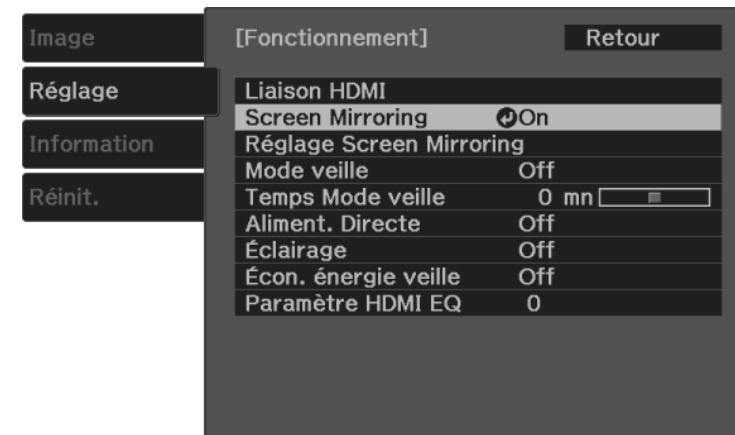 Image
Réglage
Information
Réinit.
[Fonctionnement]
Retour
Liaison HDMI
Screen Mirroring On
Réglage Screen Mirroring
Mode veille Off
Temps Mode veille 0 mn
Aliment. Directe Off
Éclairage Off
Écon. énergie veille Off
Paramètre HDMI EQ 0